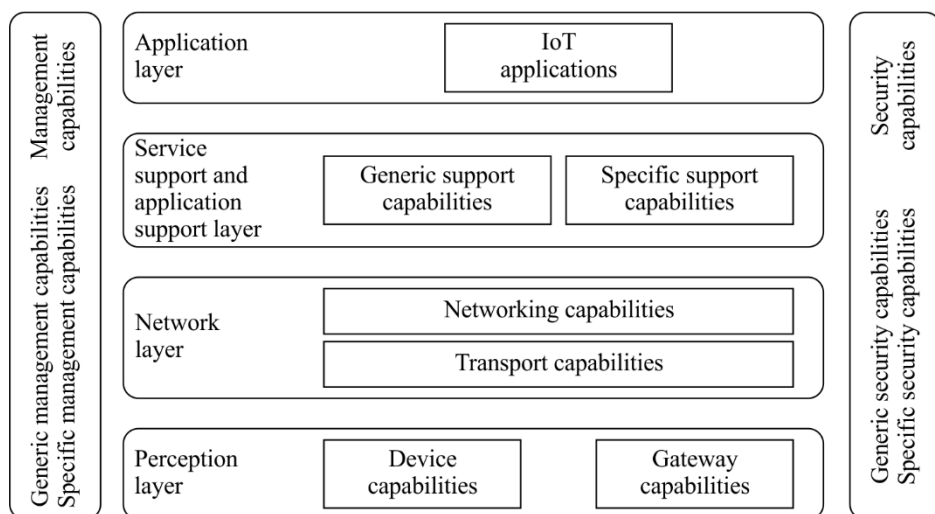 Management
capabilities
Generic management capabilities
Specific management capabilities
Application
layer
IoT
applications
Service
support and
application
support layer
Generic support
capabilities
Specific support
capabilities
Network
layer
Networking capabilities
Transport capabilities
Perception
layer
Device
capabilities
Gateway
capabilities
Security
capabilities
Generic security capabilities
Specific security capabilities